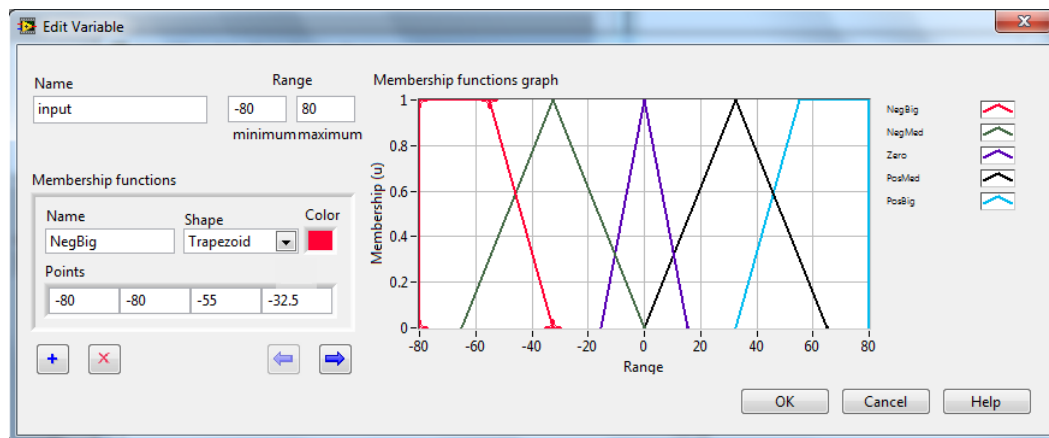 Edit Variable
Name
input
Range
-80
80
minimum maximum
Membership functions
Name
Shape
Color
NegBig
Trapezoid
Points
-80
-80
-55
-32.5
Membership functions graph
Membership (u)
1
0.8
0.6
0.4
0.2
0
-80
-60
-40
-20
0
20
40
60
80
Range
NegBig
NegMed
Zero
PosMed
PosBig
OK
Cancel
Help